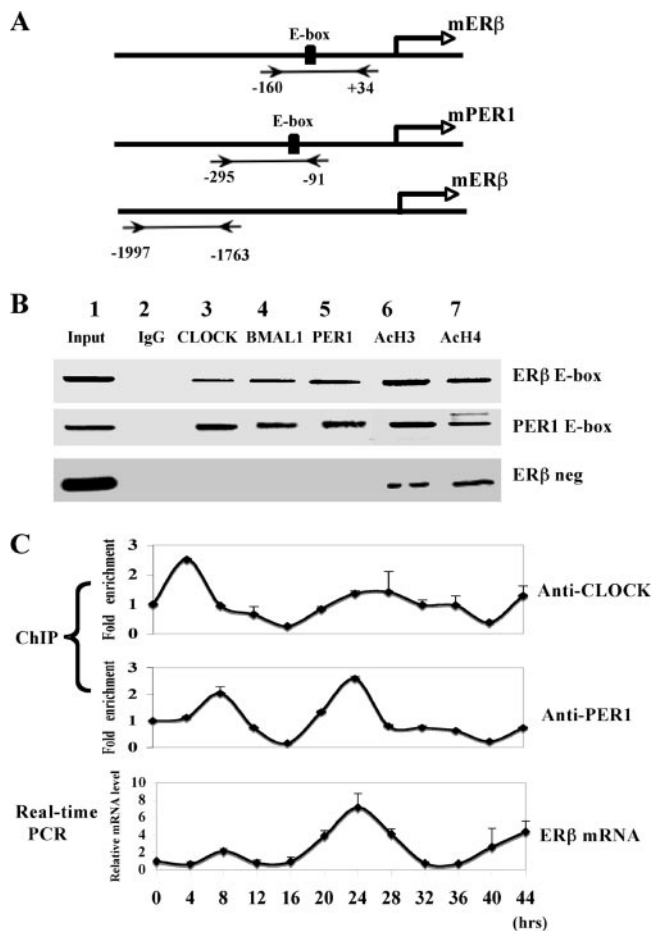 A
E-box
mERβ
-160 +34
E-box
mPER1
-295 -91
mERβ
-1997 -1763
B
1 2 3 4 5 6 7
Input IgG CLOCK BMAL1 PER1 AcH3 AcH4
ERβ E-box
PER1 E-box
ERβ neg
C
ChIP
Fold enrichment
3
2
1
0
Anti-CLOCK
Fold enrichment
3
2
1
0
Anti-PER1
Real-time
PCR
Relative mRNA level
10
8
6
4
2
0
ERβ mRNA
0 4 8 12 16 20 24 28 32 36 40 44
(hrs)